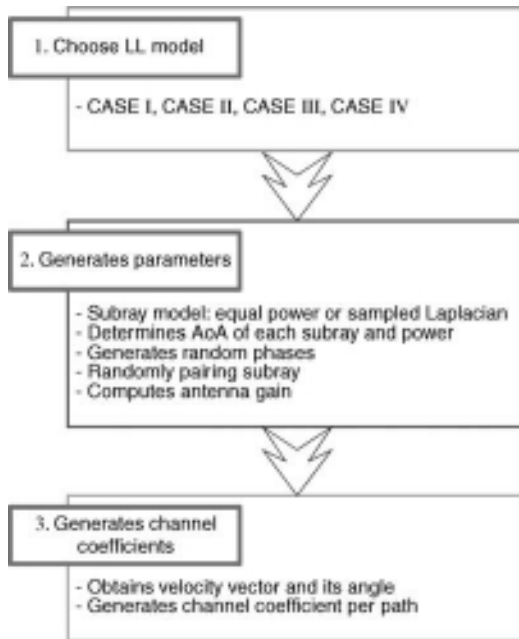 1. Choose LL model
- CASE I, CASE II, CASE III, CASE IV
2. Generates parameters
- Subray model: equal power or sampled Laplacian
- Determines AoA of each subray and power
- Generates random phases
- Randomly pairing subray
- Computes antenna gain
3. Generates channel
coefficients
- Obtains velocity vector and its angle
- Generates channel coefficient per path